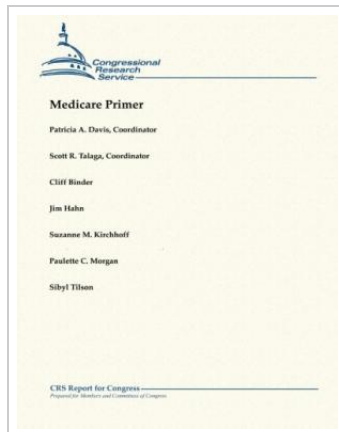 Congressional
Research
Service
Medicare Primer
Patricia A. Davis, Coordinator
Scott R. Talaga, Coordinator
Cliff Binder
Jim Hahn
Suzanne M. Kirchhoff
Paulette C. Morgan
Sibyl Tilson
CRS Report for Congress
Prepared for Members and Committees of Congress